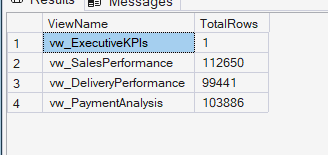 Results Messages
ViewName TotalRows
1 vw_ExecutiveKPIs 1
2 vw_SalesPerformance 112650
3 vw_DeliveryPerformance 99441
4 vw_PaymentAnalysis 103886